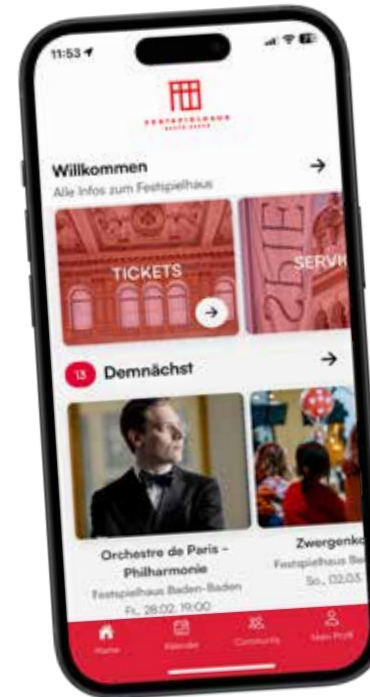 11:53
FESTSPIELHAUS
BADEN-BADEN
Willkommen
Alle Infos zum Festspielhaus
TICKETS
SERVIC
13 Demnächst
Orchestre de Paris –
Philharmonie
Festspielhaus Baden-Baden
Fr., 28.02. 19:00
Zwergenko
Festspielhaus Ba
So., 02.03.
Home
Kalender
Community
Mein Profil